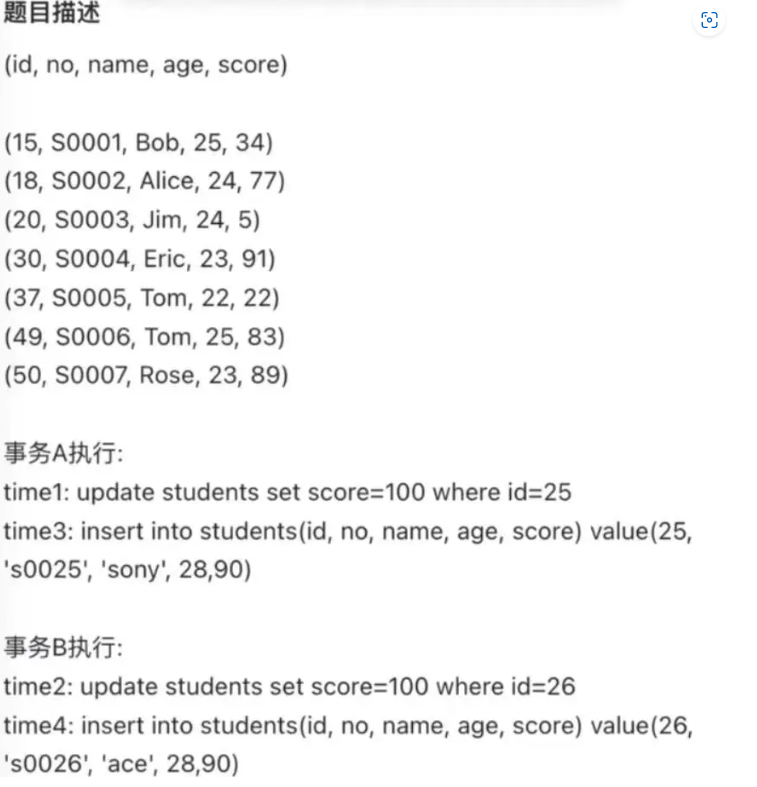 题目描述
(id, no, name, age, score)
(15, S0001, Bob, 25, 34)
(18, S0002, Alice, 24, 77)
(20, S0003, Jim, 24, 5)
(30, S0004, Eric, 23, 91)
(37, S0005, Tom, 22, 22)
(49, S0006, Tom, 25, 83)
(50, S0007, Rose, 23, 89)
事务A执行:
time1: update students set score=100 where id=25
time3: insert into students(id, no, name, age, score) value(25,
's0025', 'sony', 28,90)
事务B执行:
time2: update students set score=100 where id=26
time4: insert into students(id, no, name, age, score) value(26,
's0026', 'ace', 28,90)